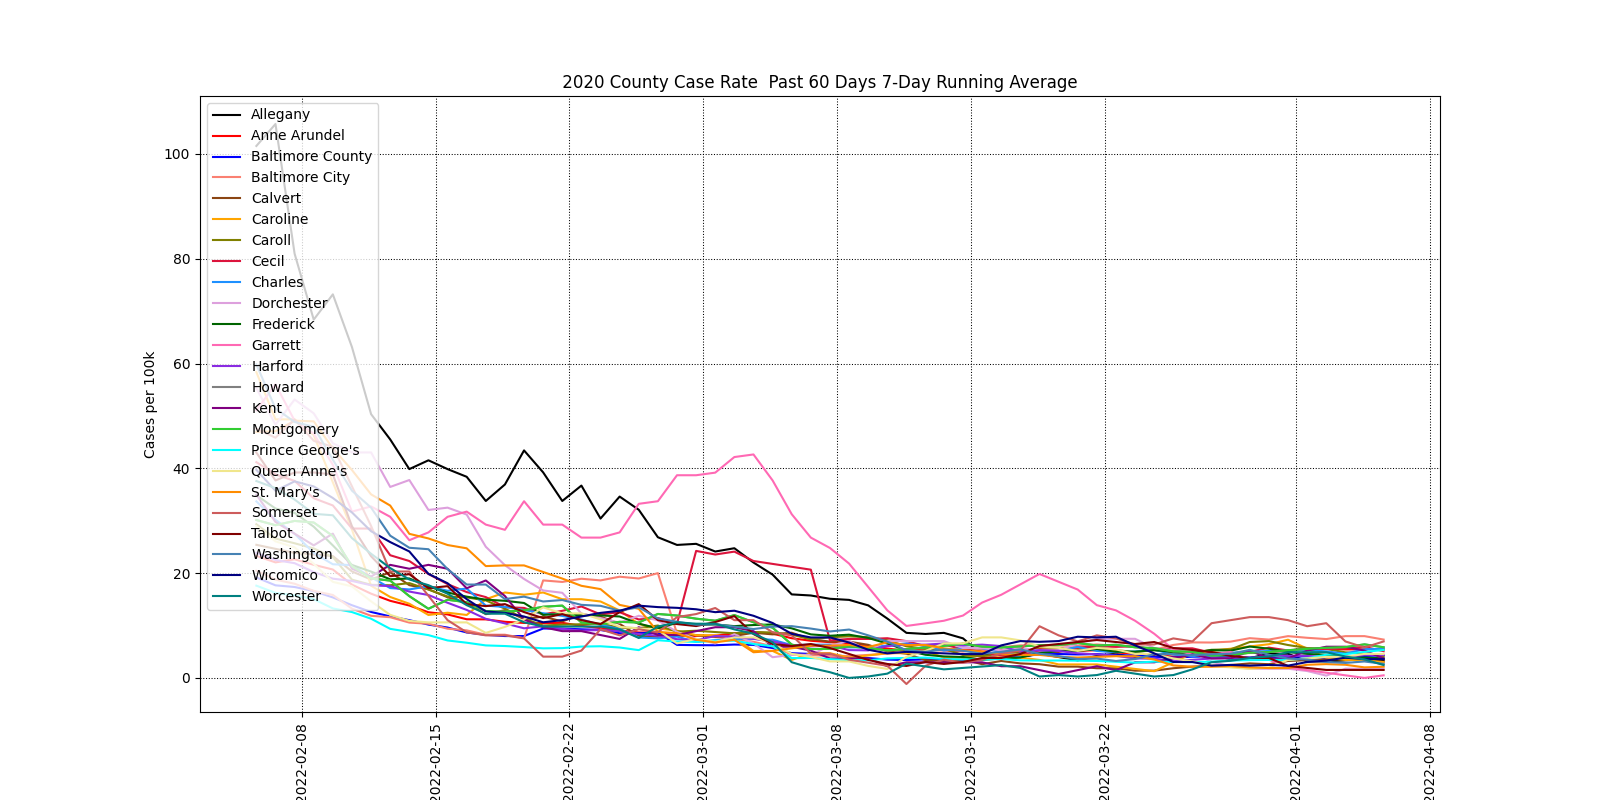 2020 County Case Rate  Past 60 Days 7-Day Running Average
Cases per 100k
100
80
60
40
20
0
Allegany
Anne Arundel
Baltimore County
Baltimore City
Calvert
Caroline
Caroll
Cecil
Charles
Dorchester
Frederick
Garrett
Harford
Howard
Kent
Montgomery
Prince George's
Queen Anne's
St. Mary's
Somerset
Talbot
Washington
Wicomico
Worcester
2022-02-08
2022-02-15
2022-02-22
2022-03-01
2022-03-08
2022-03-15
2022-03-22
2022-04-01
2022-04-08